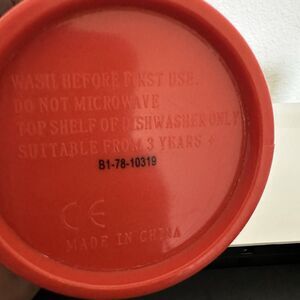 WASH BEFORE FIRST USE.
DO NOT MICROWAVE
TOP SHELF OF DISHWASHER ONLY
SUITABLE FROM 3 YEARS +
B1-78-10319
CE
MADE IN CHINA